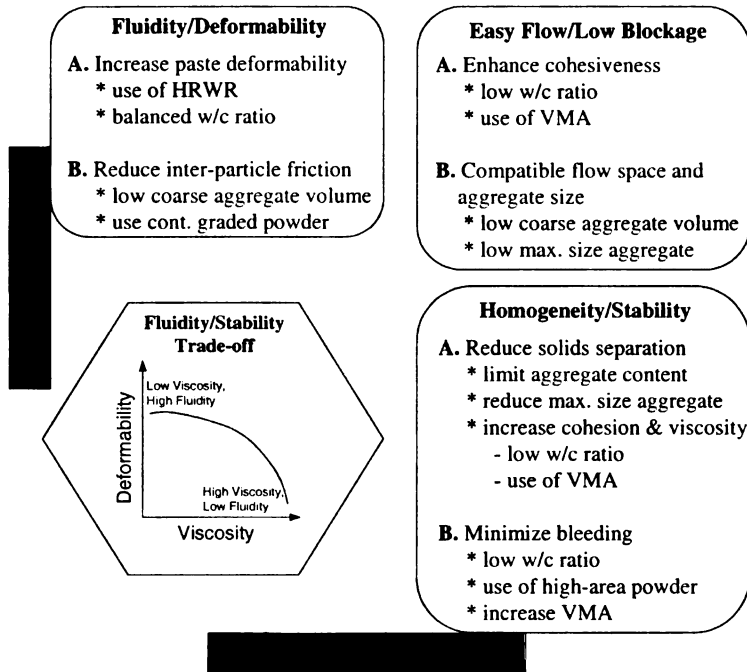 Fluidity/Deformability
A. Increase paste deformability
* use of HRWR
* balanced w/c ratio
B. Reduce inter-particle friction
* low coarse aggregate volume
* use cont. graded powder
Easy Flow/Low Blockage
A. Enhance cohesiveness
* low w/c ratio
* use of VMA
B. Compatible flow space and
aggregate size
* low coarse aggregate volume
* low max. size aggregate
Fluidity/Stability
Trade-off
Low Viscosity,
High Fluidity
Deformability
High Viscosity,
Low Fluidity
Viscosity
Homogeneity/Stability
A. Reduce solids separation
* limit aggregate content
* reduce max. size aggregate
* increase cohesion & viscosity
- low w/c ratio
- use of VMA
B. Minimize bleeding
* low w/c ratio
* use of high-area powder
* increase VMA